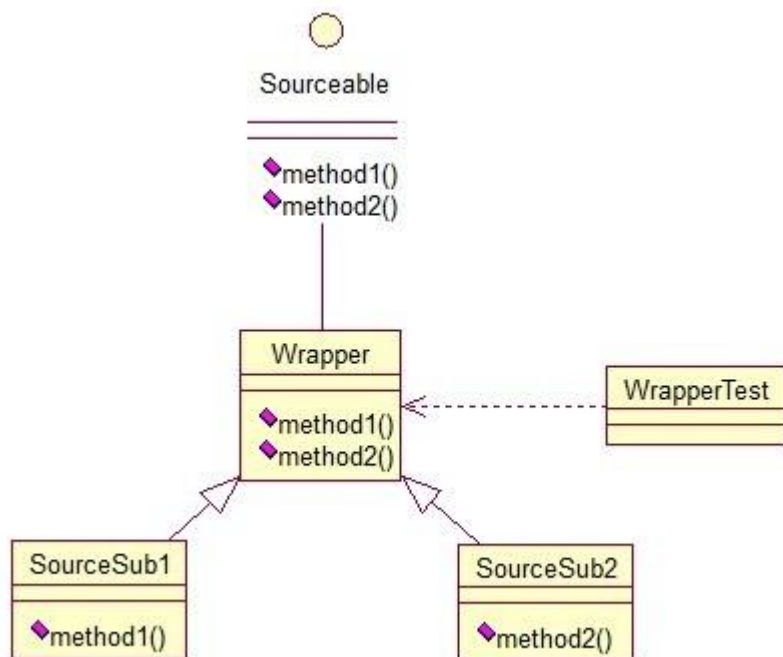 Sourceable
method1()
method2()
Wrapper
method1()
method2()
WrapperTest
SourceSub1
method1()
SourceSub2
method2()